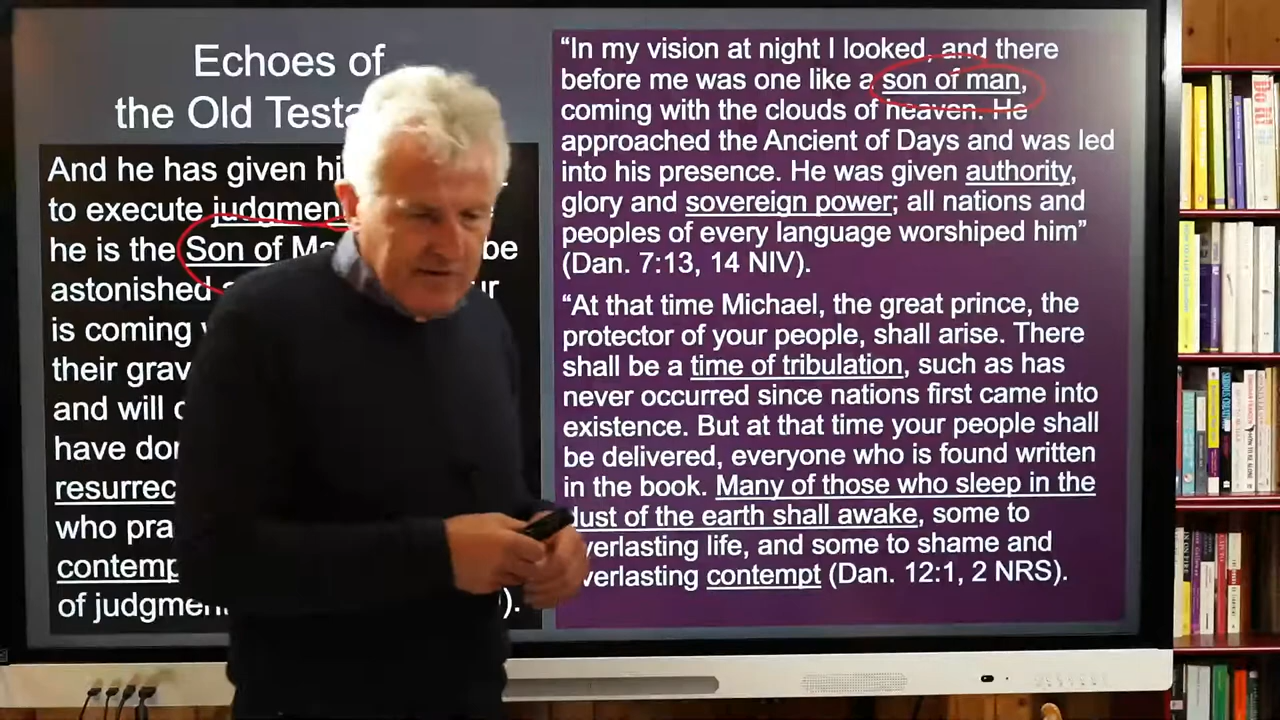 Echoes of
the Old Testa
And he has given hi
to execute judgmen
he is the Son of Ma be
astonished ur
is coming
their grav
and will
have dor
resurrec
who pra
contemp
of judgmen ).
“In my vision at night I looked, and there
before me was one like a son of man,
coming with the clouds of heaven. He
approached the Ancient of Days and was led
into his presence. He was given authority,
glory and sovereign power; all nations and
peoples of every language worshiped him”
(Dan. 7:13, 14 NIV).
“At that time Michael, the great prince, the
protector of your people, shall arise. There
shall be a time of tribulation, such as has
never occurred since nations first came into
existence. But at that time your people shall
be delivered, everyone who is found written
in the book. Many of those who sleep in the
dust of the earth shall awake, some to
verlasting life, and some to shame and
verlasting contempt (Dan. 12:1, 2 NRS).